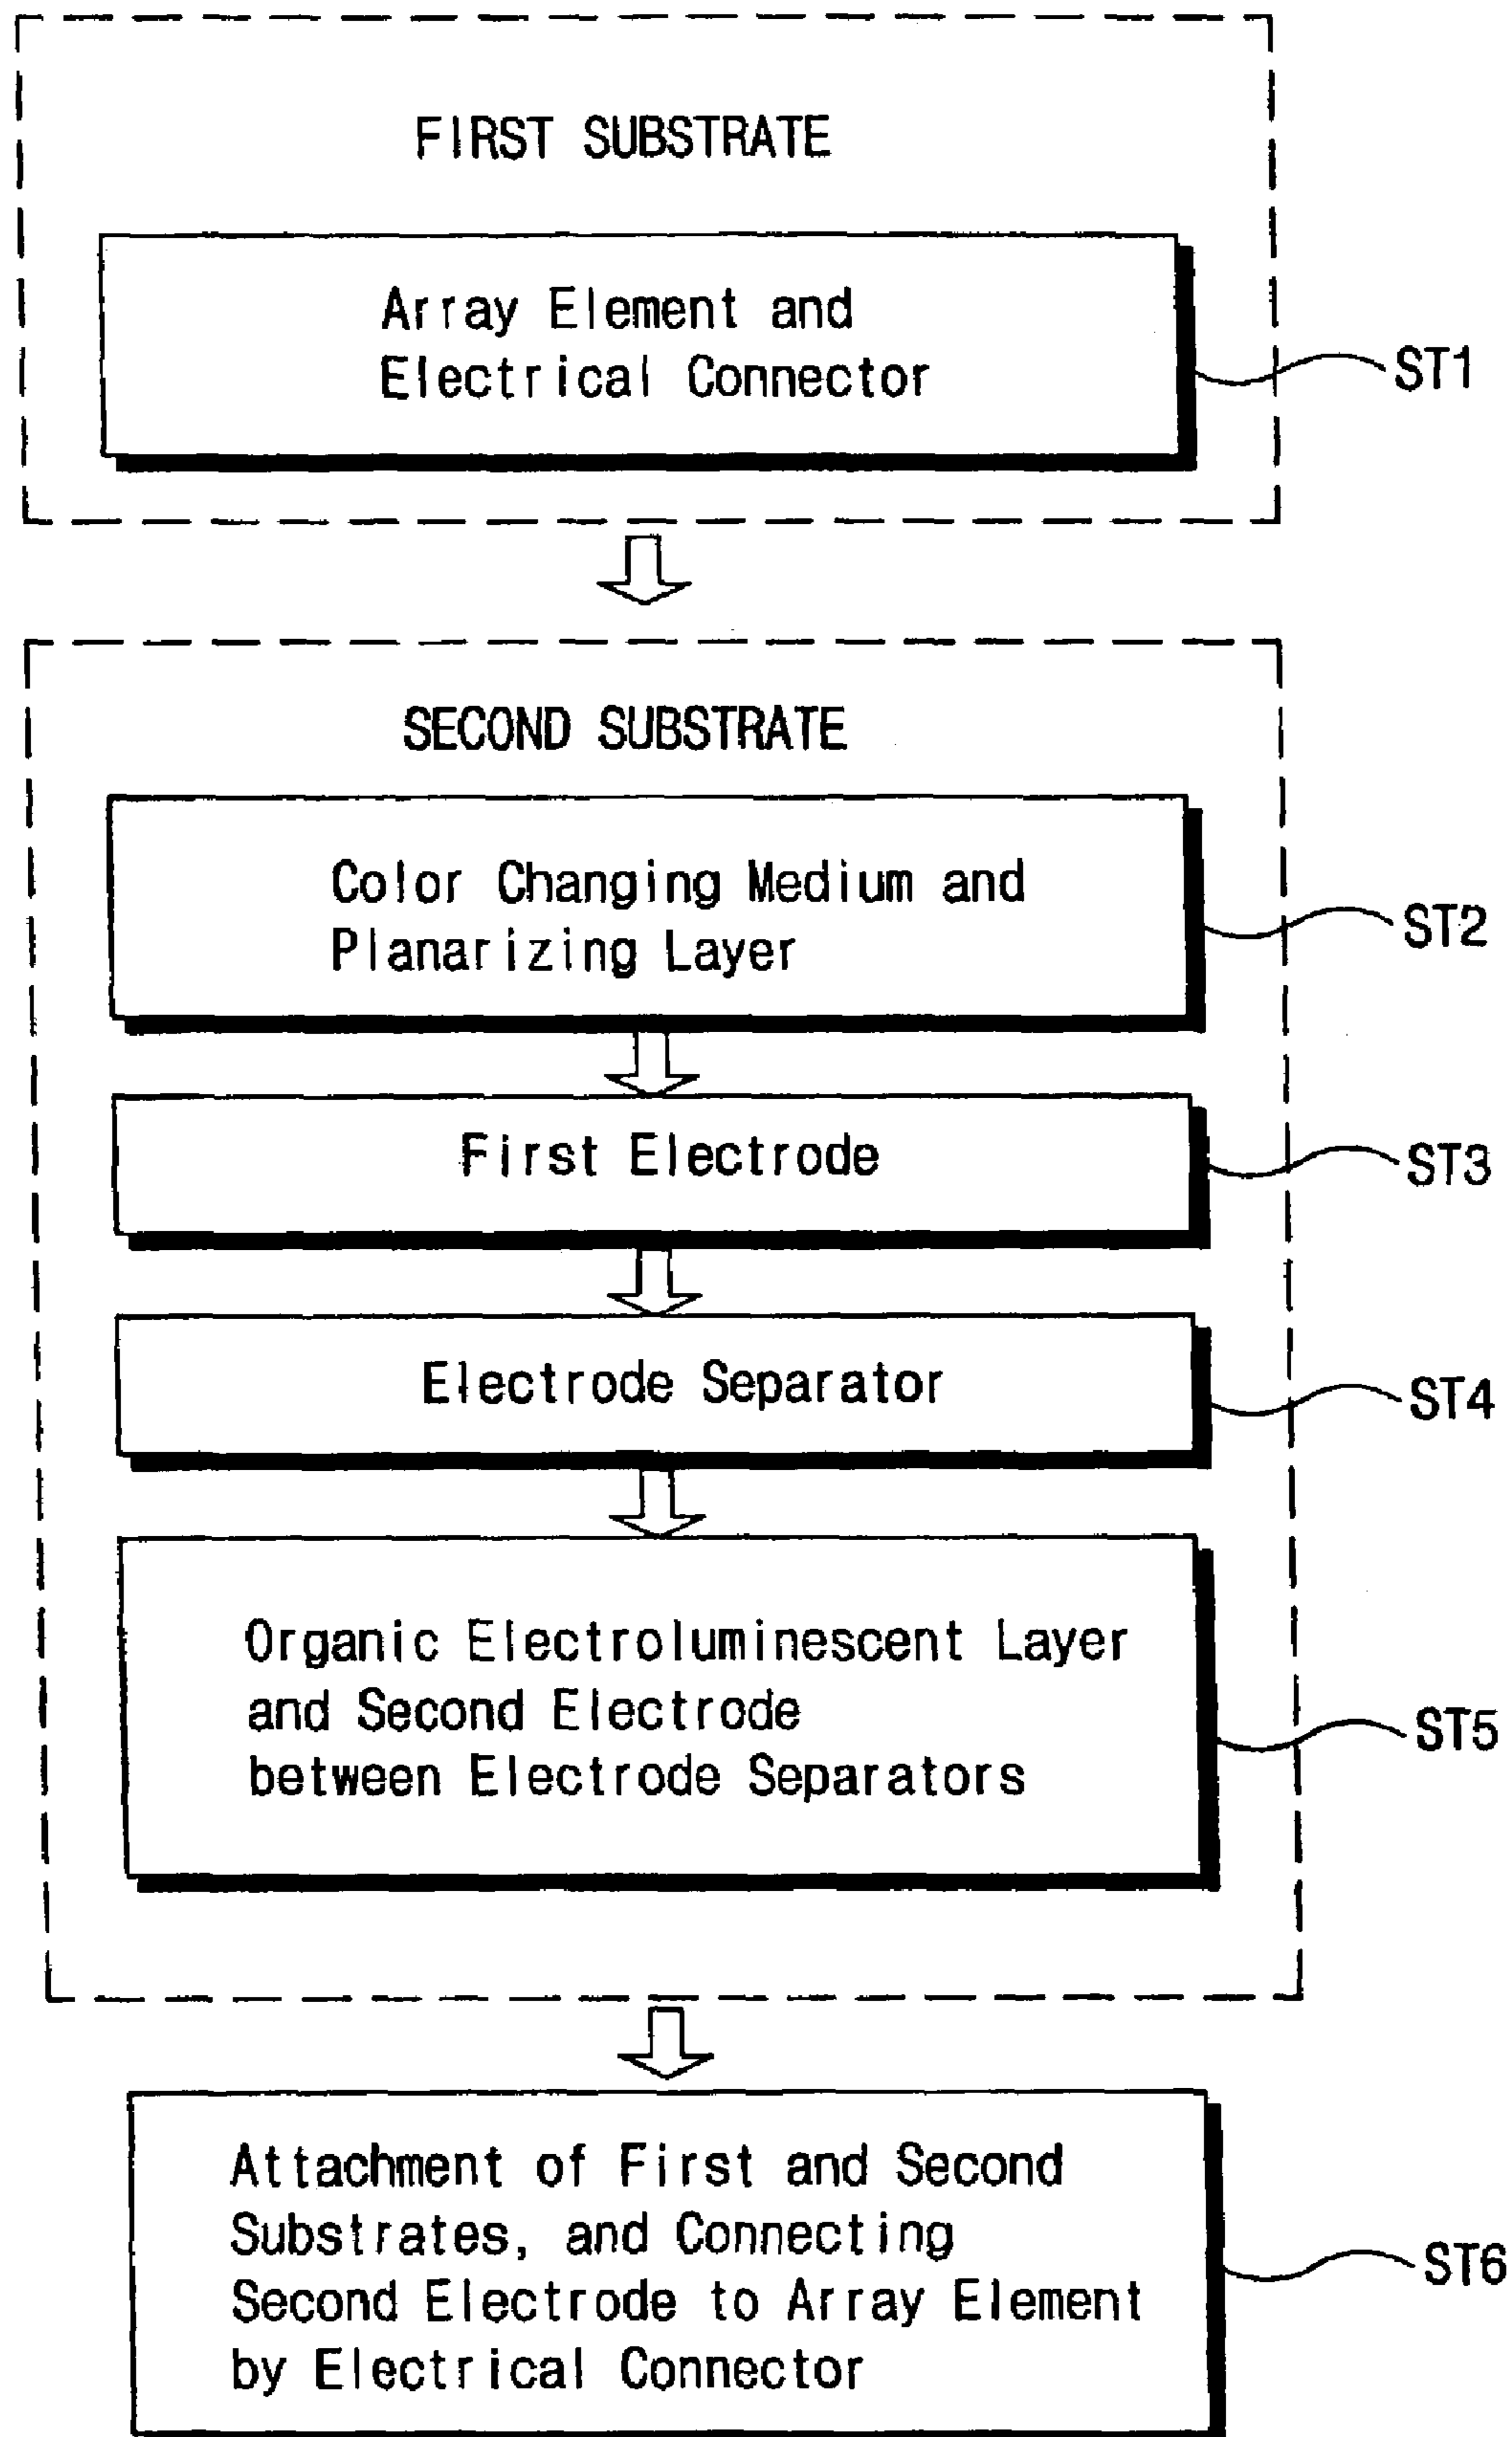 FIRST SUBSTRATE
Array Element and
Electrical Connector
ST1
SECOND SUBSTRATE
Color Changing Medium and
Planarizing Layer
ST2
First Electrode
ST3
Electrode Separator
ST4
Organic Electroluminescent Layer
and Second Electrode
between Electrode Separators
ST5
Attachment of First and Second
Substrates, and Connecting
Second Electrode to Array Element
by Electrical Connector
ST6